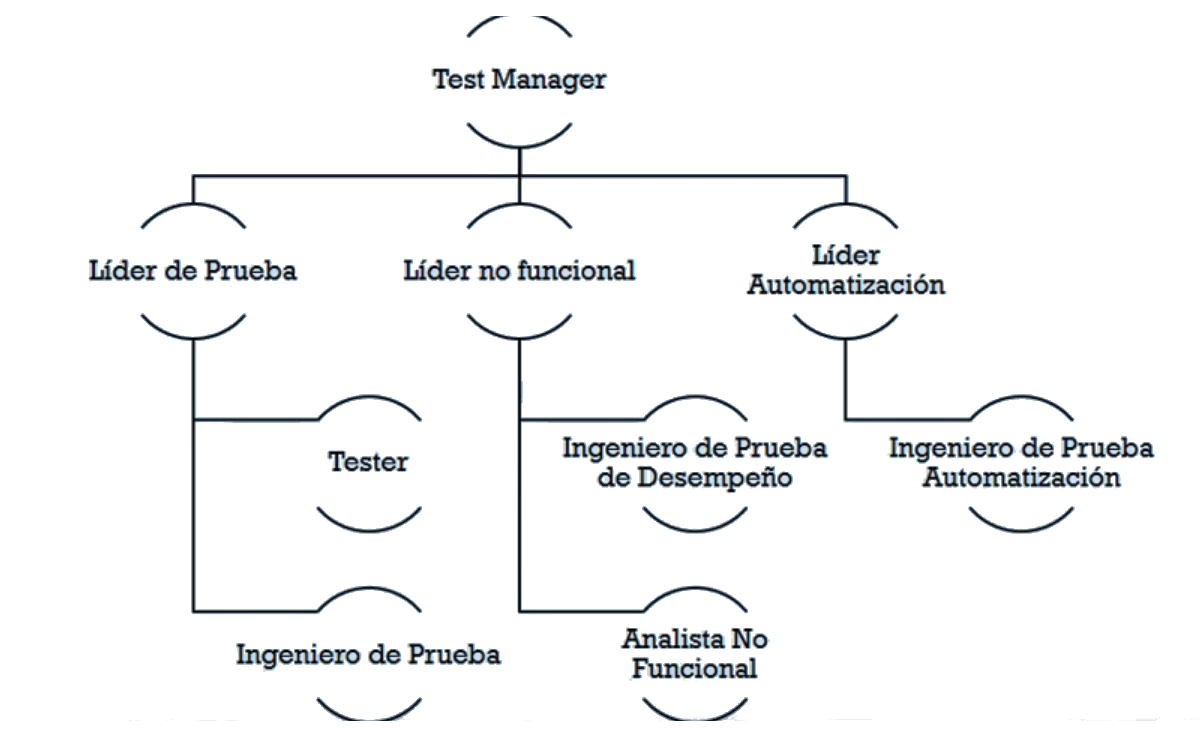 Test Manager
Líder de Prueba
Líder no funcional
Líder
Automatización
Tester
Ingeniero de Prueba
de Desempeño
Ingeniero de Prueba
Automatización
Ingeniero de Prueba
Analista No
Funcional